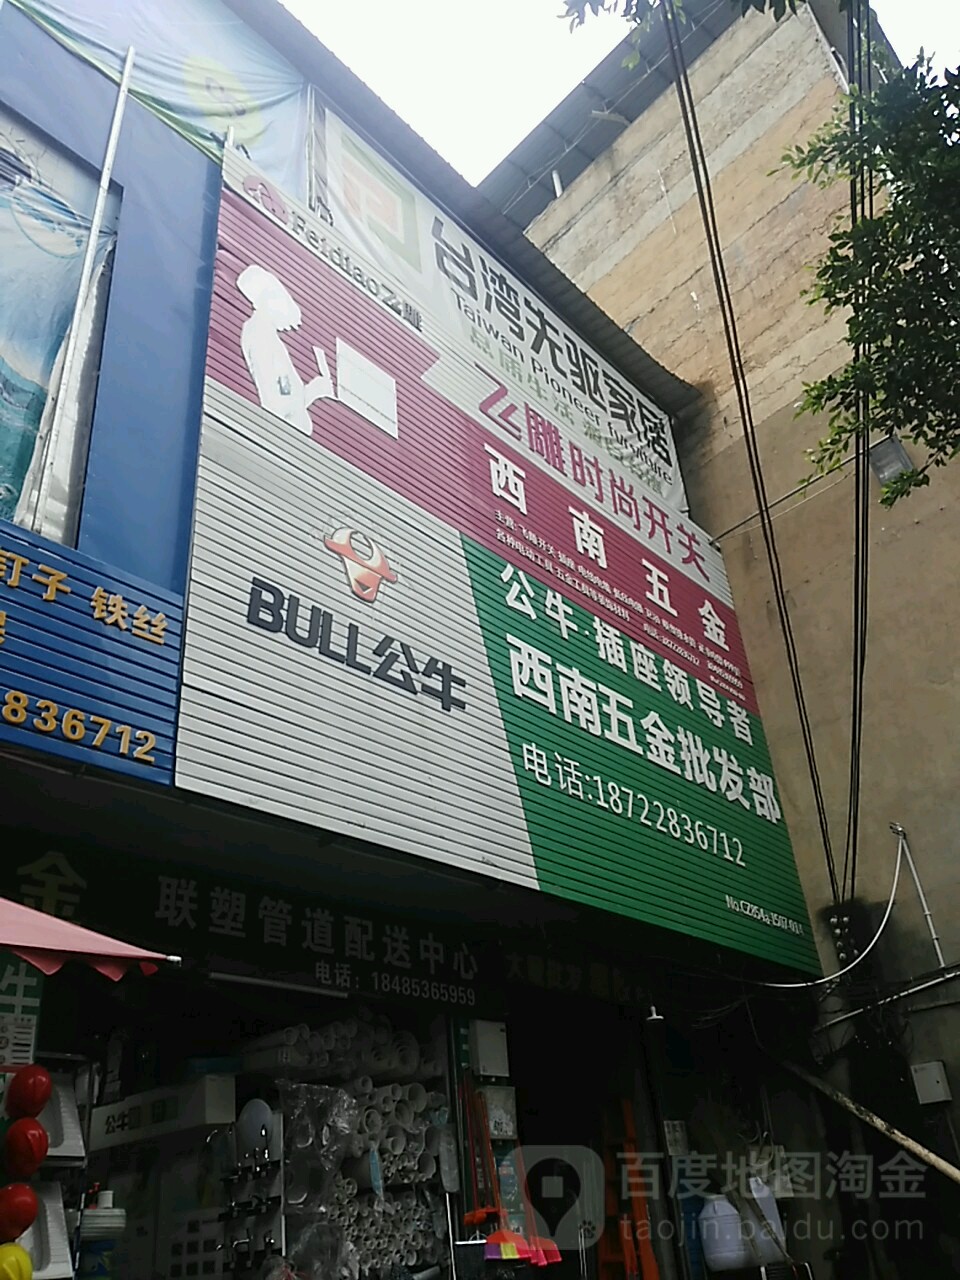 台湾先驱家居
Taiwan pioneer furniture
Feidiao飞雕
飞雕时尚开关
西南五金
BULL公牛
公牛·插座领导者
西南五金批发部
电话:18722836712
钉子 铁丝
836712
金
联塑管道配送中心
电话：18485365959
牛
公牛
百度地图淘金
taojin.baidu.com